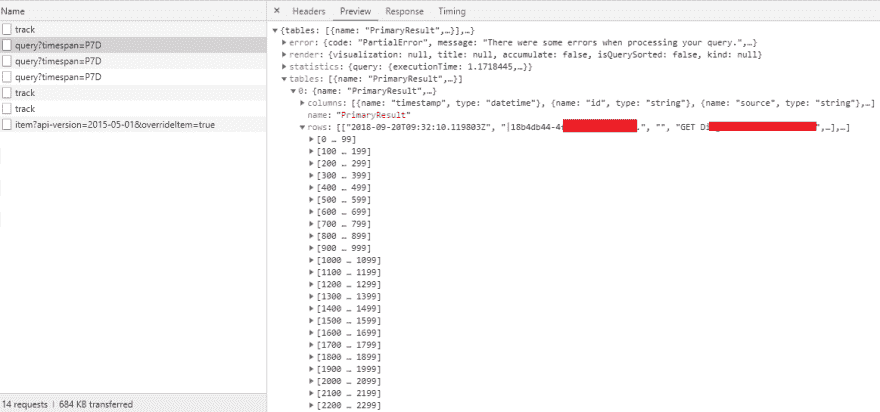 Name
track
query?timespan=P7D
query?timespan=P7D
query?timespan=P7D
track
track
item?api-version=2015-05-01&overrideItem=true
14 requests | 684 KB transferred
× Headers Preview Response Timing
▼{tables: [{name: "PrimaryResult",…}],…}
▶error: {code: "PartialError", message: "There were some errors when processing your query.",…}
▶render: {visualization: null, title: null, accumulate: false, isQuerySorted: false, kind: null}
▶statistics: {query: {executionTime: 1.1718445,…}}
▼tables: [{name: "PrimaryResult",…}]
▼0: {name: "PrimaryResult",…}
▶columns: [{name: "timestamp", type: "datetime"}, {name: "id", type: "string"}, {name: "source", type: "string"},…]
name: "PrimaryResult"
▼rows: [["2018-09-20T09:32:10.119803Z", "|18b4db44-4 .", "", "GET Di ",…],…]
▶[0 … 99]
▶[100 … 199]
▶[200 … 299]
▶[300 … 399]
▶[400 … 499]
▶[500 … 599]
▶[600 … 699]
▶[700 … 799]
▶[800 … 899]
▶[900 … 999]
▶[1000 … 1099]
▶[1100 … 1199]
▶[1200 … 1299]
▶[1300 … 1399]
▶[1400 … 1499]
▶[1500 … 1599]
▶[1600 … 1699]
▶[1700 … 1799]
▶[1800 … 1899]
▶[1900 … 1999]
▶[2000 … 2099]
▶[2100 … 2199]
▶[2200 … 2299]